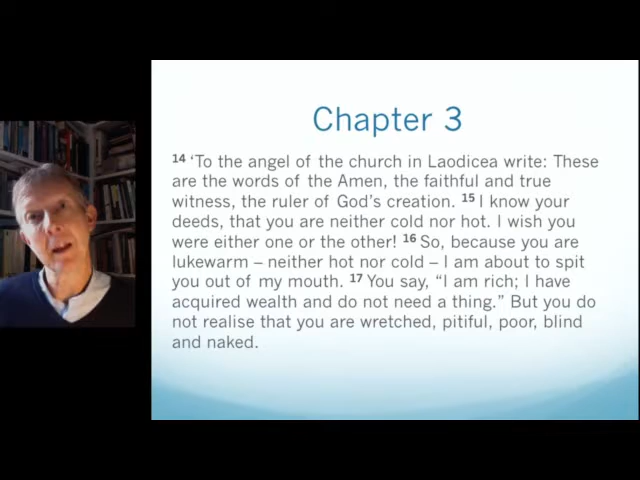 Chapter 3
14 ‘To the angel of the church in Laodicea write: These
are the words of the Amen, the faithful and true
witness, the ruler of God’s creation. 15 I know your
deeds, that you are neither cold nor hot. I wish you
were either one or the other! 16 So, because you are
lukewarm – neither hot nor cold – I am about to spit
you out of my mouth. 17 You say, “I am rich; I have
acquired wealth and do not need a thing.” But you do
not realise that you are wretched, pitiful, poor, blind
and naked.